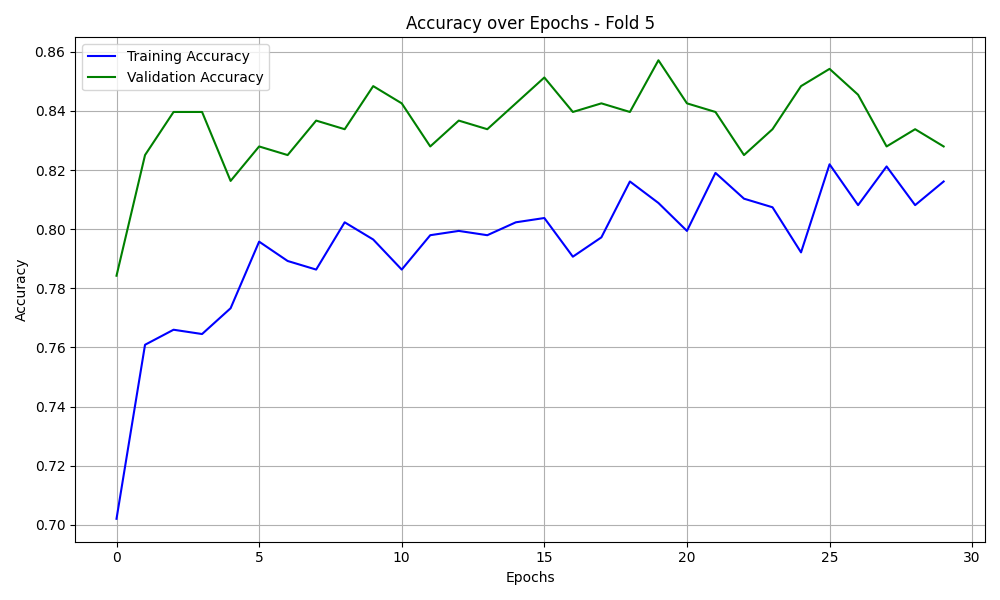 Accuracy over Epochs - Fold 5
Training Accuracy
Validation Accuracy
Accuracy
0.86
0.84
0.82
0.80
0.78
0.76
0.74
0.72
0.70
0 5 10 15 20 25 30
Epochs